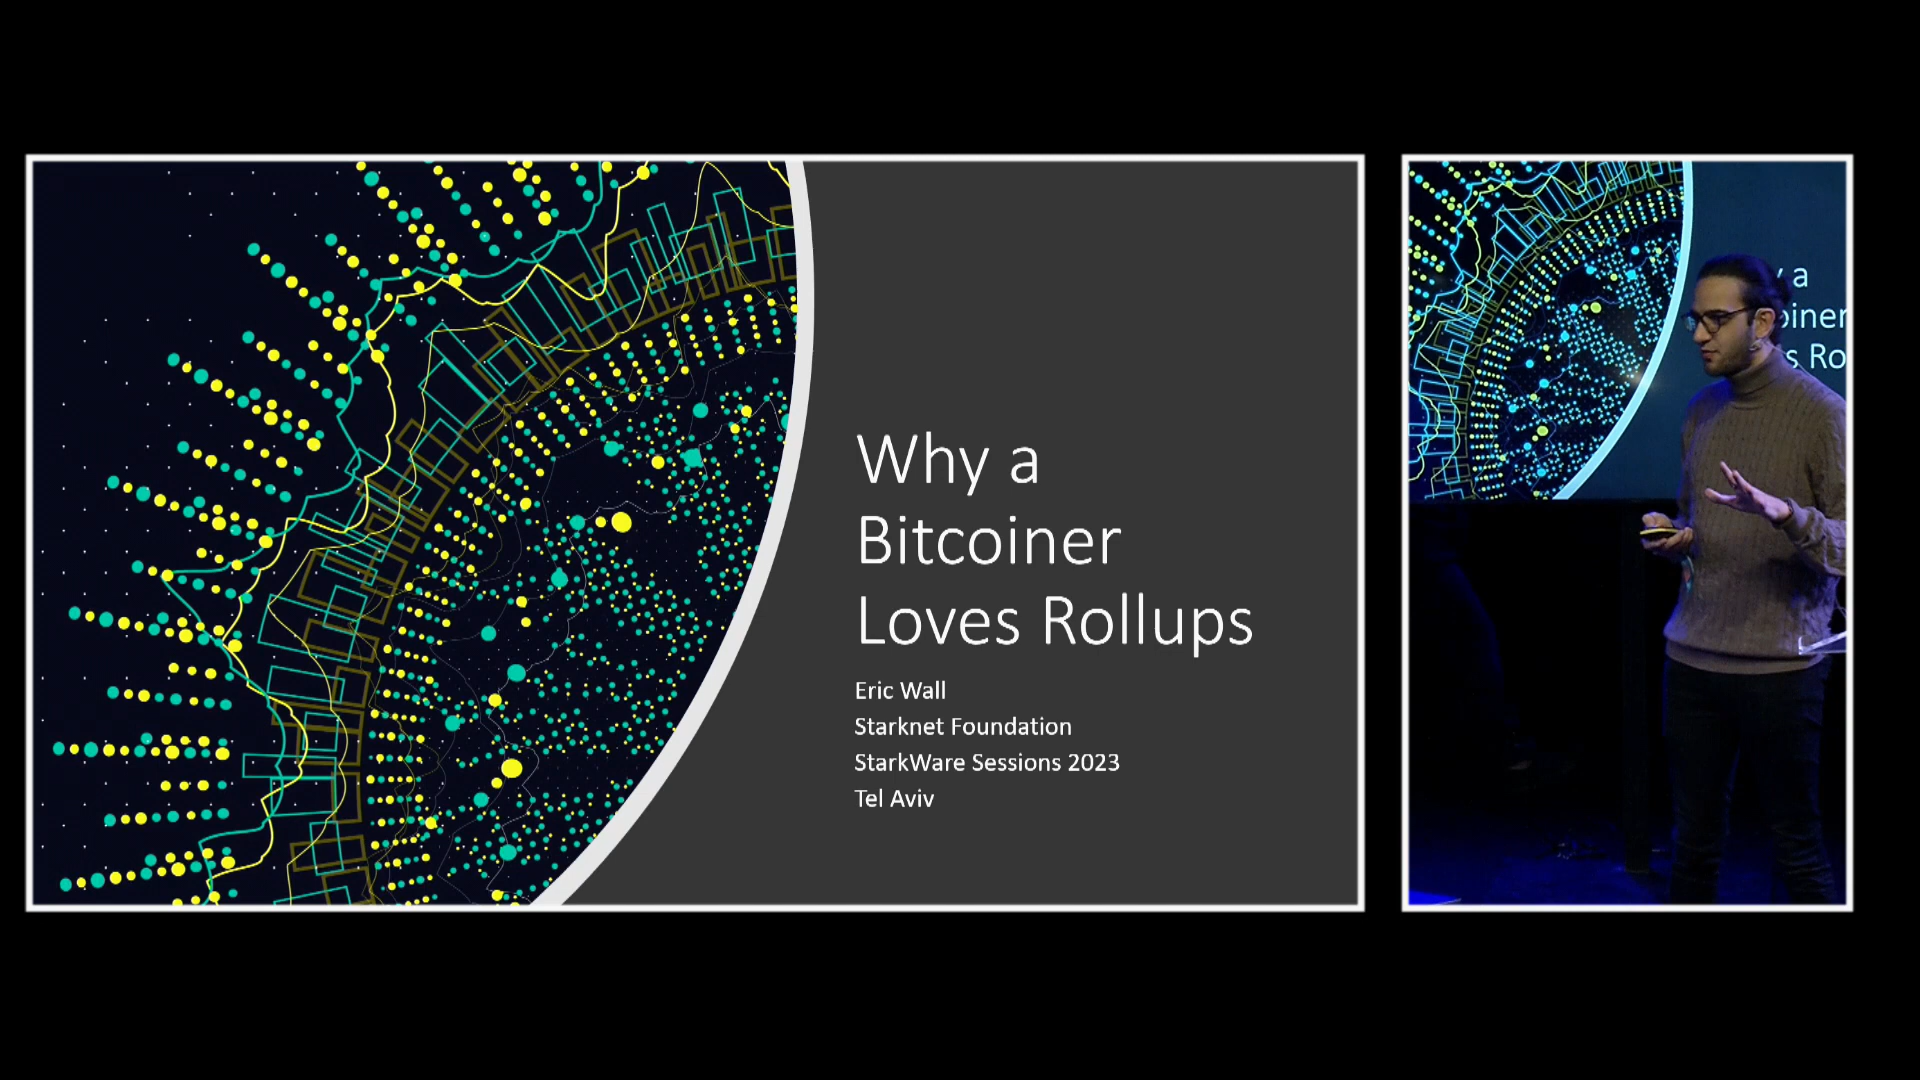 Why a
Bitcoiner
Loves Rollups
Eric Wall
Starknet Foundation
StarkWare Sessions 2023
Tel Aviv
a